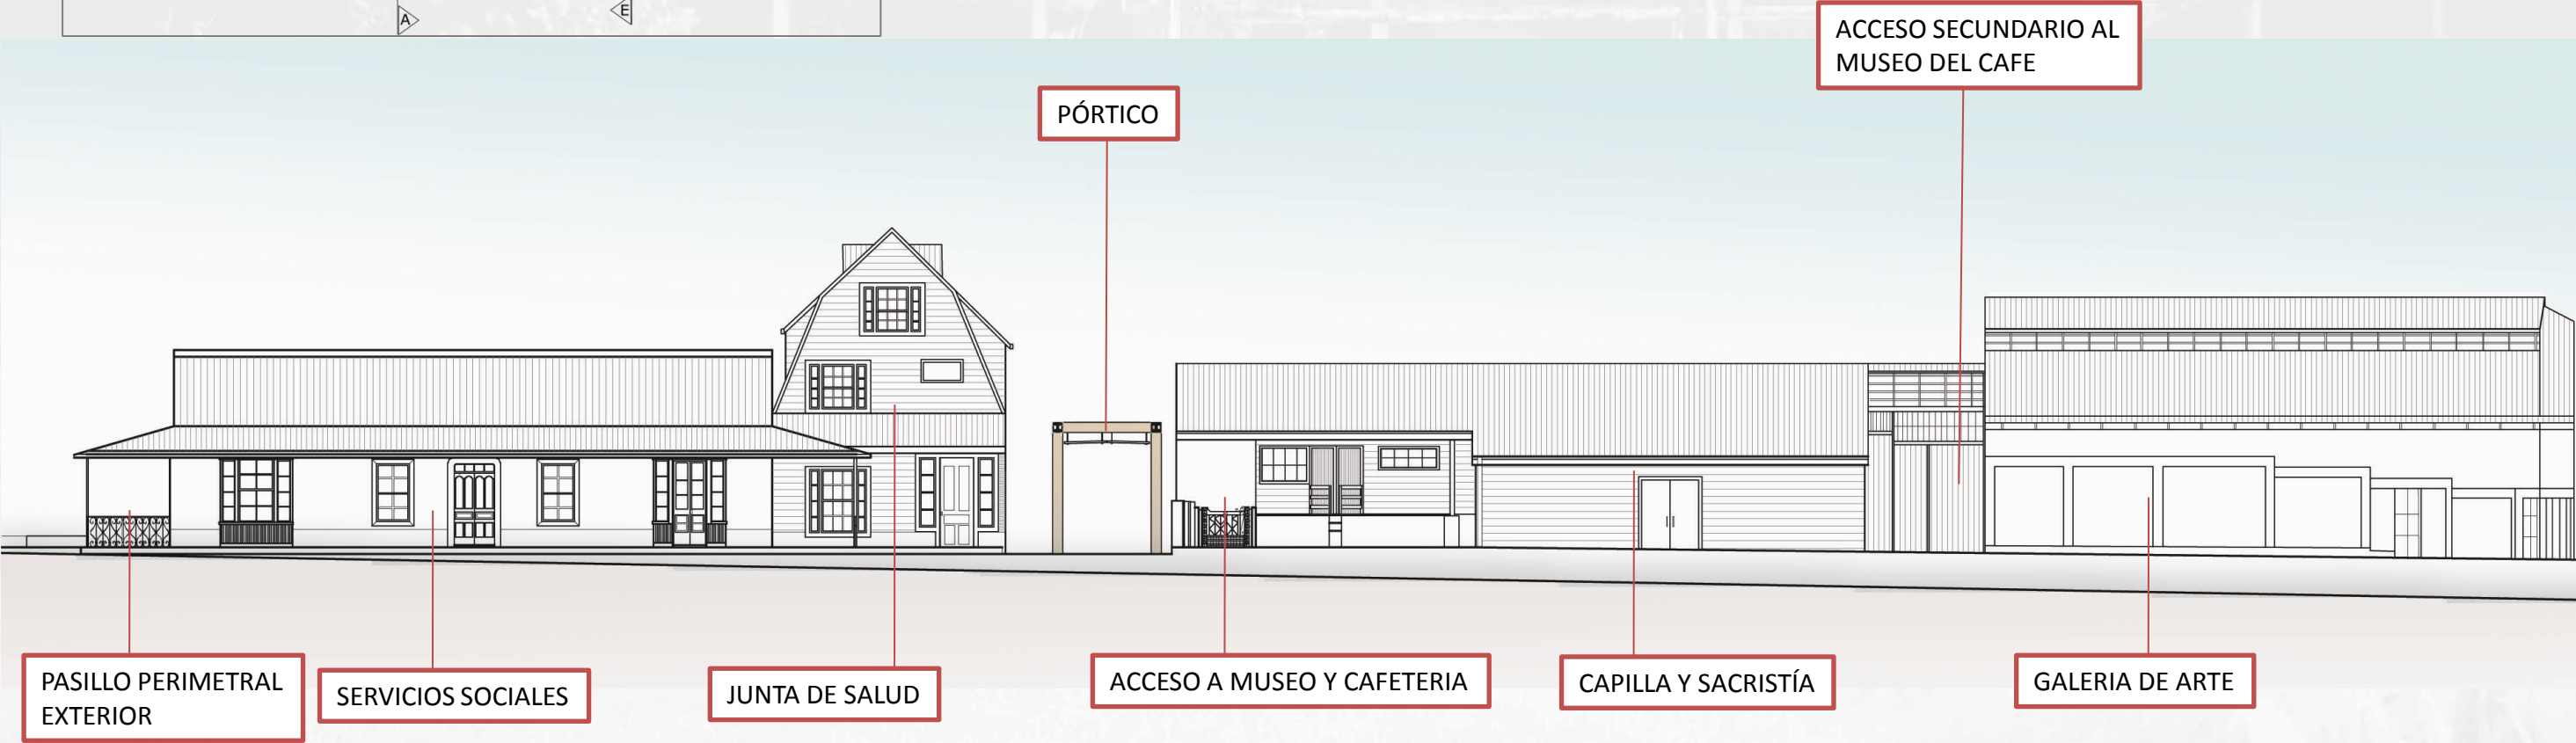 A
E
ACCESO SECUNDARIO AL
MUSEO DEL CAFE
PÓRTICO
PASILLO PERIMETRAL
EXTERIOR
SERVICIOS SOCIALES
JUNTA DE SALUD
ACCESO A MUSEO Y CAFETERIA
CAPILLA Y SACRISTÍA
GALERIA DE ARTE